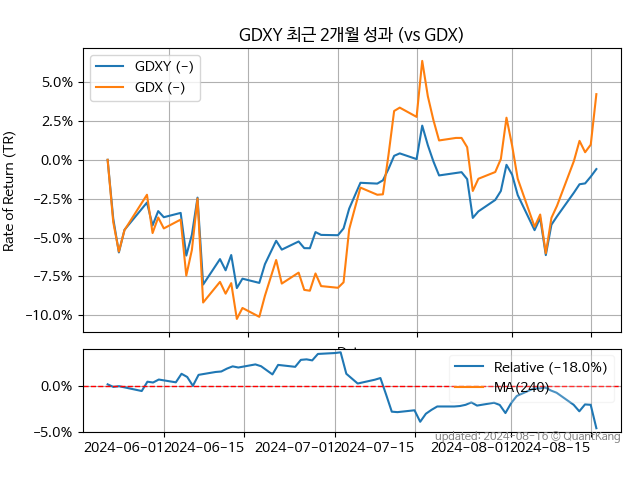 GDXY 최근 2개월 성과 (vs GDX)
GDXY (-)
GDX (-)
Rate of Return (TR)
5.0%
2.5%
0.0%
−2.5%
−5.0%
−7.5%
−10.0%
Relative (-18.0%)
MA(240)
0.0%
−5.0%
updated: 2024-08-16 © QuantKang
2024-06-01
2024-06-15
2024-07-01
2024-07-15
2024-08-01
2024-08-15